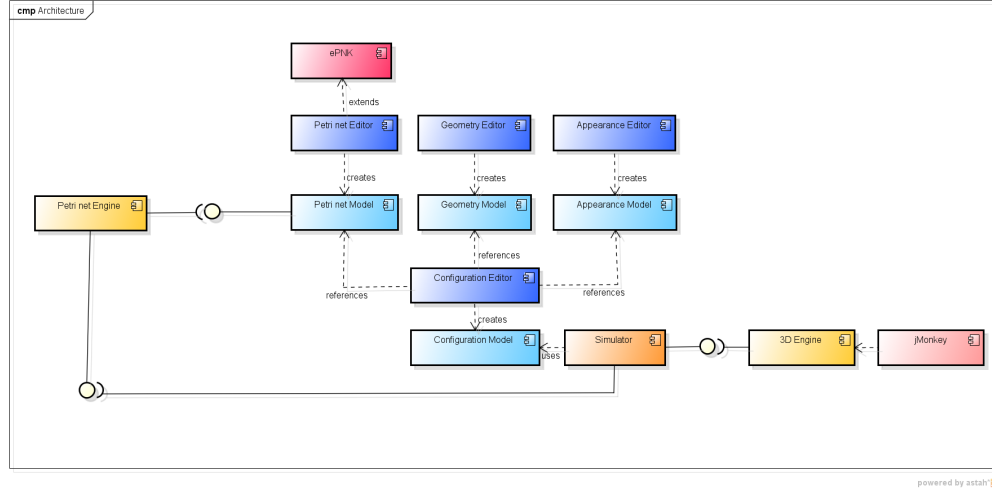 cmp Architecture
ePNK
extends
Petri net Editor
Geometry Editor
Appearance Editor
creates
creates
creates
Petri net Engine
Petri net Model
Geometry Model
Appearance Model
references
references
references
Configuration Editor
creates
Configuration Model
uses
Simulator
3D Engine
jMonkey
powered by astah*